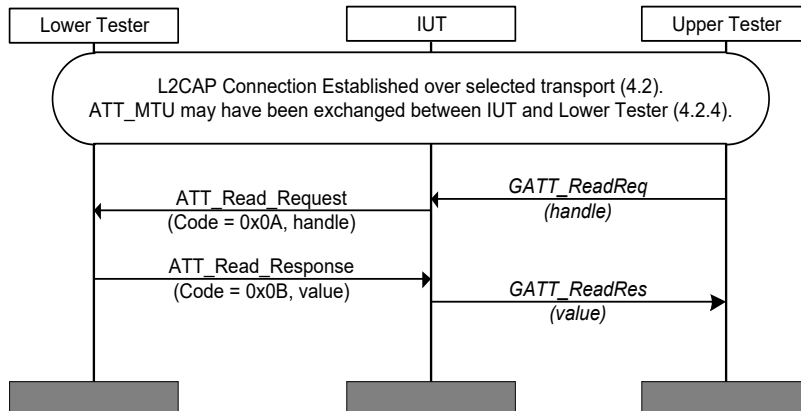 Lower Tester
IUT
Upper Tester
L2CAP Connection Established over selected transport (4.2).
ATT_MTU may have been exchanged between IUT and Lower Tester (4.2.4).
GATT_ReadReq
(handle)
ATT_Read_Request
(Code = 0x0A, handle)
ATT_Read_Response
(Code = 0x0B, value)
GATT_ReadRes
(value)